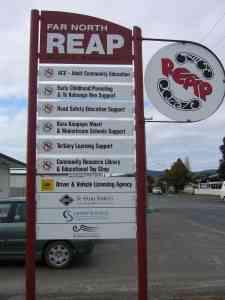 FAR NORTH
REAP
ACE - Adult Community Education
Early Childhood/Parenting
& Te Kohanga Reo Support
Road Safety Education Support
Kura Kaupapa Maori
& Mainstream Schools Support
Tertiary Learning Support
Community Resource Library
& Educational Toy Shop
Driver & Vehicle Licensing Agency
REAP